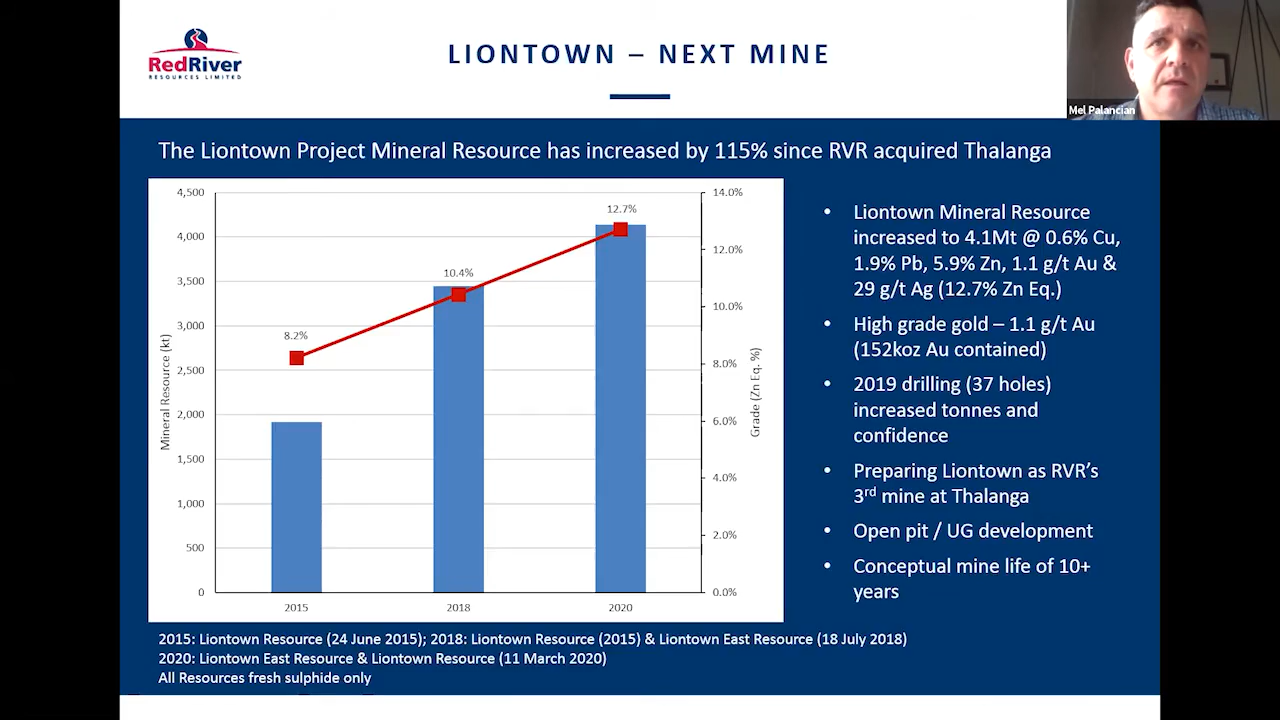 RedRiver
RESOURCES LIMITED
LIONTOWN – NEXT MINE
Mel Palancian
The Liontown Project Mineral Resource has increased by 115% since RVR acquired Thalanga
4,500
4,000
3,500
3,000
2,500
2,000
1,500
1,000
500
0
Mineral Resource (kt)
8.2%
10.4%
12.7%
2015
2018
2020
14.0%
12.0%
10.0%
8.0%
6.0%
4.0%
2.0%
0.0%
Grade (Zn Eq. %)
• Liontown Mineral Resource
increased to 4.1Mt @ 0.6% Cu,
1.9% Pb, 5.9% Zn, 1.1 g/t Au &
29 g/t Ag (12.7% Zn Eq.)
• High grade gold – 1.1 g/t Au
(152koz Au contained)
• 2019 drilling (37 holes)
increased tonnes and
confidence
• Preparing Liontown as RVR’s
3rd mine at Thalanga
• Open pit / UG development
• Conceptual mine life of 10+
years
2015: Liontown Resource (24 June 2015); 2018: Liontown Resource (2015) & Liontown East Resource (18 July 2018)
2020: Liontown East Resource & Liontown Resource (11 March 2020)
All Resources fresh sulphide only